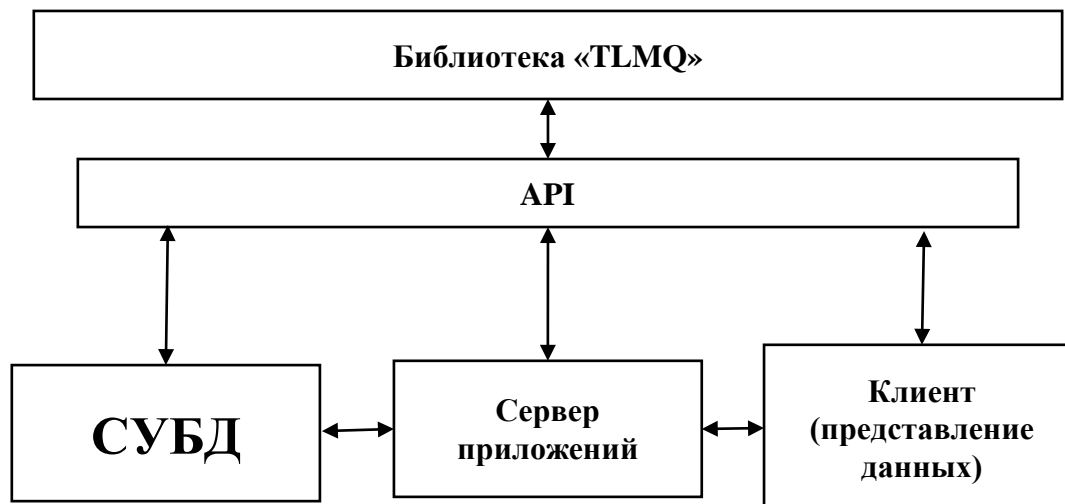 Библиотека «TLMQ»
API
СУБД
Сервер
приложений
Клиент
(представление
данных)